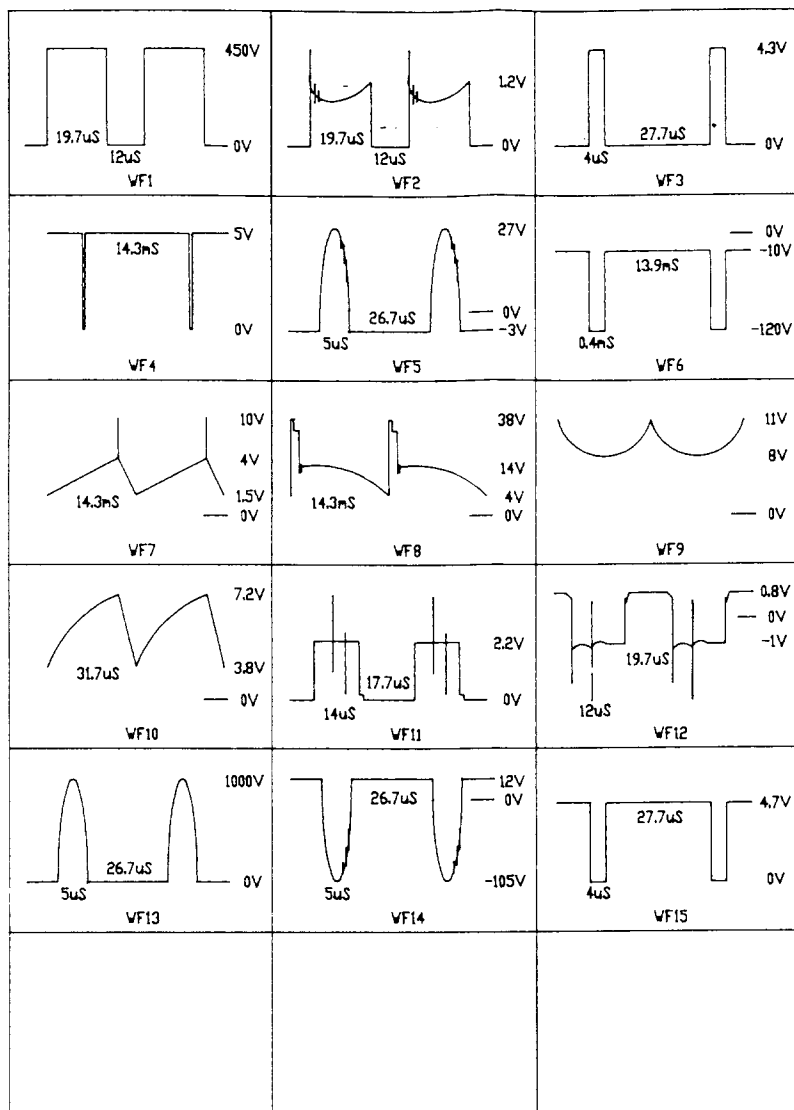 450V
19.7uS
12uS
0V
WF1
1.2V
19.7uS
12uS
0V
WF2
4.3V
27.7uS
4uS
0V
WF3
5V
14.3mS
0V
WF4
27V
26.7uS
0V
-3V
5uS
WF5
0V
-10V
13.9mS
-120V
0.4mS
WF6
10V
4V
1.5V
14.3mS
0V
WF7
38V
14V
14.3mS
4V
0V
WF8
11V
8V
0V
WF9
7.2V
3.8V
31.7uS
0V
WF10
2.2V
17.7uS
14uS
0V
WF11
0.8V
0V
-1V
19.7uS
12uS
WF12
1000V
26.7uS
0V
5uS
WF13
12V
26.7uS
0V
-105V
5uS
WF14
4.7V
27.7uS
4uS
0V
WF15